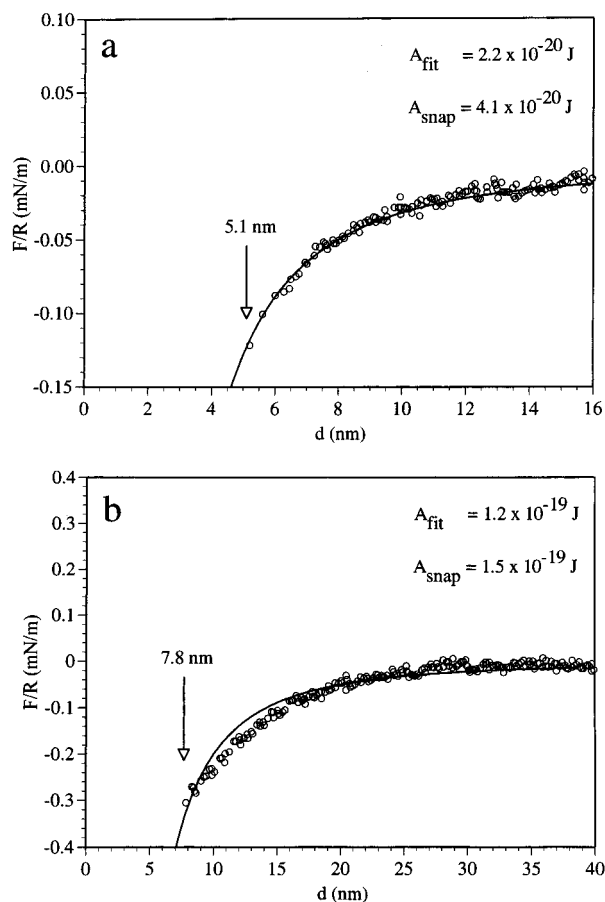 a
A_fit = 2.2 x 10^-20 J
A_snap = 4.1 x 10^-20 J
5.1 nm
F/R (mN/m)
0.10
0.05
0.00
-0.05
-0.10
-0.15
0 2 4 6 8 10 12 14 16
d (nm)
b
A_fit = 1.2 x 10^-19 J
A_snap = 1.5 x 10^-19 J
7.8 nm
F/R (mN/m)
0.4
0.3
0.2
0.1
0
-0.1
-0.2
-0.3
-0.4
0 5 10 15 20 25 30 35 40
d (nm)